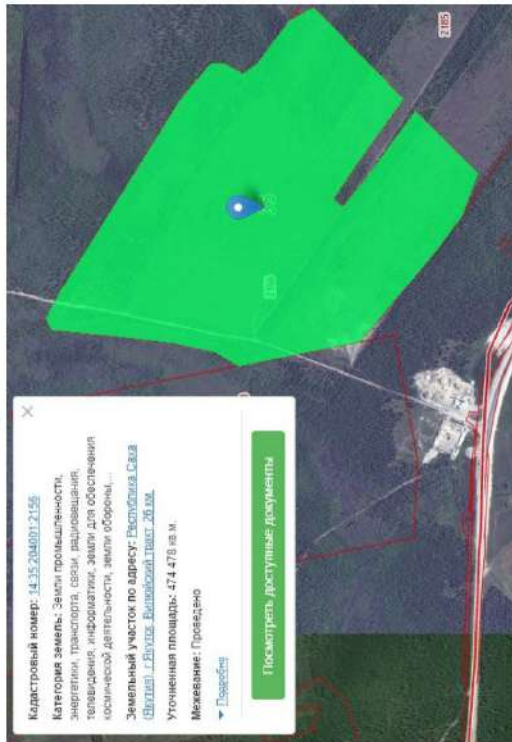 Кадастровый номер: 14:35:204001:2156
Категория земель: Земли промышленности,
энергетики, транспорта, связи, радиовещания,
телевидения, информатики, земли для обеспечения
космической деятельности, земли обороны,...
Земельный участок по адресу: Республика Саха
(Якутия), г Якутск, Вилюйский тракт, 26 км.
Уточненная площадь: 474 478 кв.м.
Межевание: Проведено
Подробно
Посмотреть доступные документы
2185